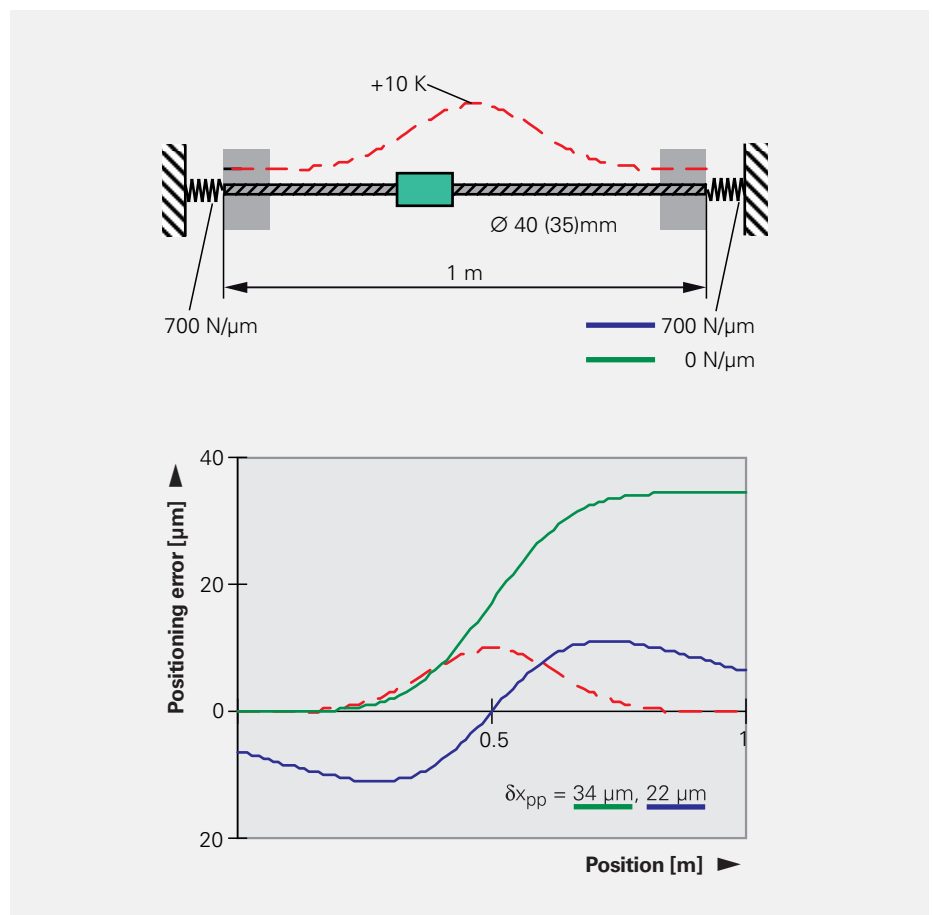 +10 K
Ø 40 (35)mm
1 m
700 N/µm
700 N/µm
0 N/µm
Positioning error [µm]
40
20
0
20
0.5
1
δxpp = 34 µm, 22 µm
Position [m]